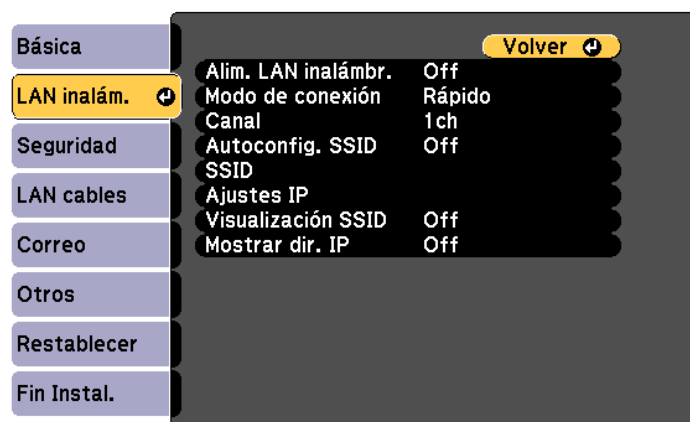 Básica
LAN inalám.
Seguridad
LAN cables
Correo
Otros
Restablecer
Fin Instal.
Volver
Alim. LAN inalámbr. Off
Modo de conexión Rápido
Canal 1ch
Autoconfig. SSID Off
SSID
Ajustes IP
Visualización SSID Off
Mostrar dir. IP Off